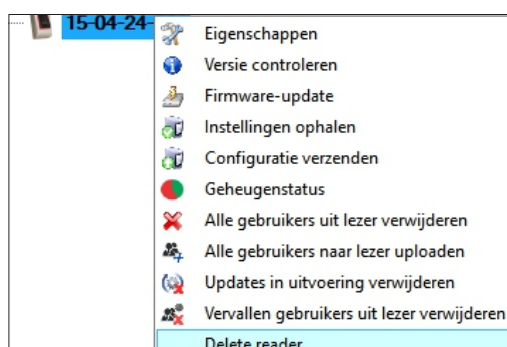 15-04-24-
Eigenschappen
Versie controleren
Firmware-update
Instellingen ophalen
Configuratie verzenden
Geheugenstatus
Alle gebruikers uit lezer verwijderen
Alle gebruikers naar lezer uploaden
Updates in uitvoering verwijderen
Vervallen gebruikers uit lezer verwijderen
Delete reader